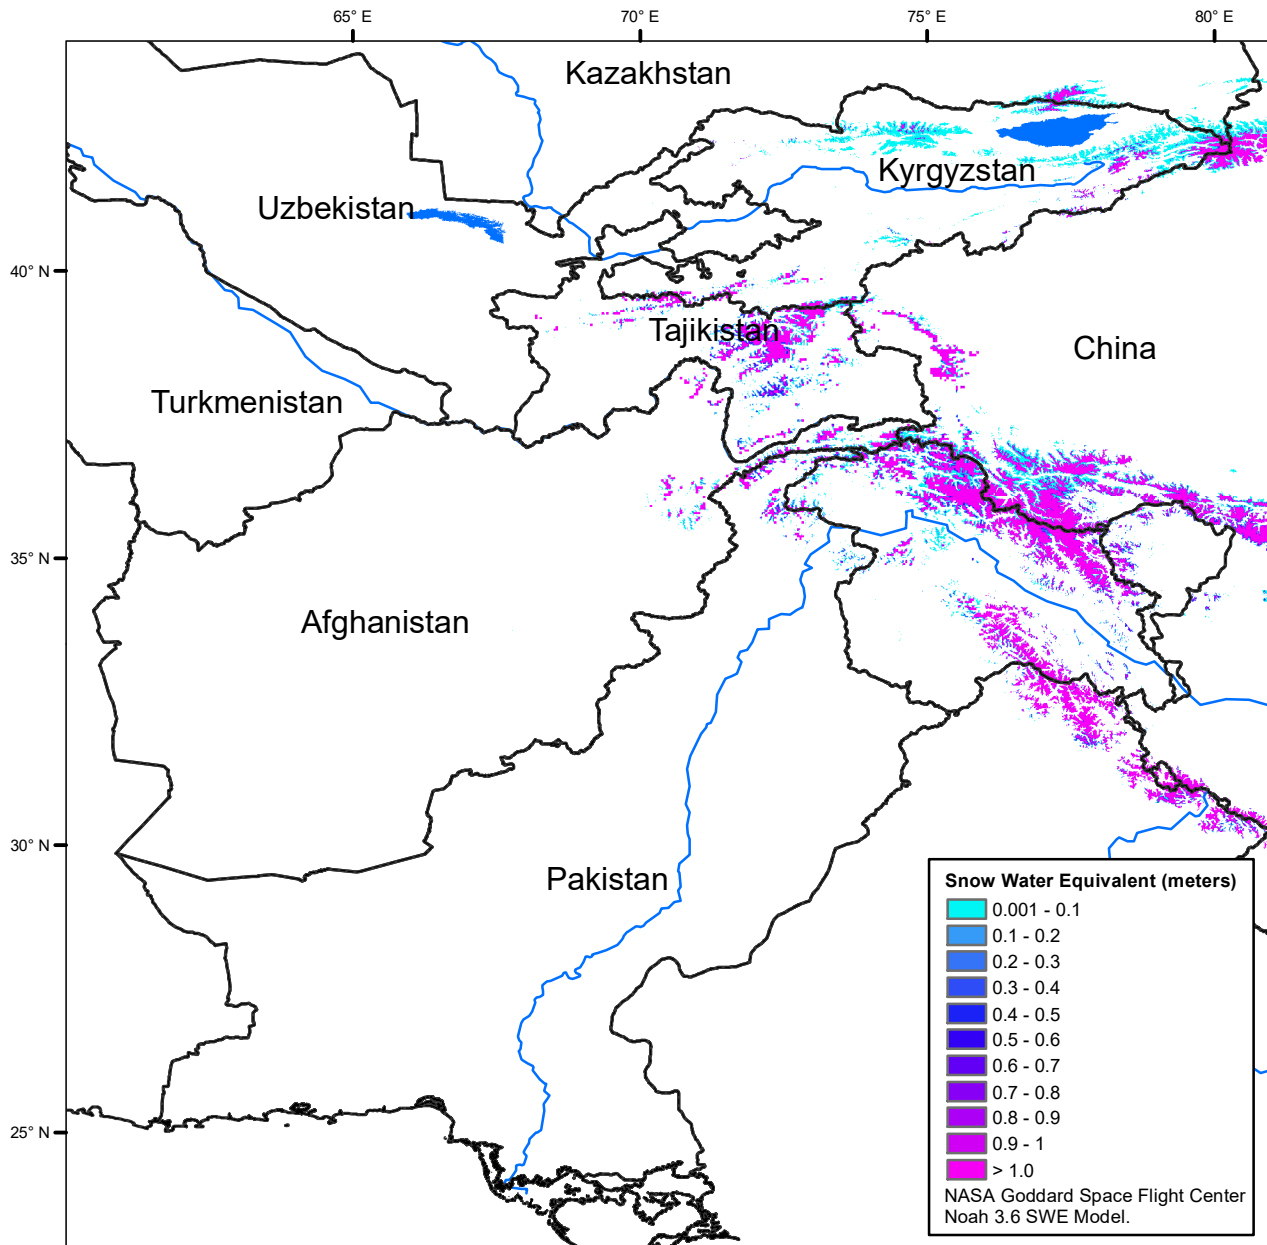 65° E
70° E
75° E
80° E
Kazakhstan
Kyrgyzstan
Uzbekistan
40° N
Tajikistan
China
Turkmenistan
35° N
Afghanistan
30° N
Pakistan
25° N
Snow Water Equivalent (meters)
0.001 - 0.1
0.1 - 0.2
0.2 - 0.3
0.3 - 0.4
0.4 - 0.5
0.5 - 0.6
0.6 - 0.7
0.7 - 0.8
0.8 - 0.9
0.9 - 1
> 1.0
NASA Goddard Space Flight Center
Noah 3.6 SWE Model.